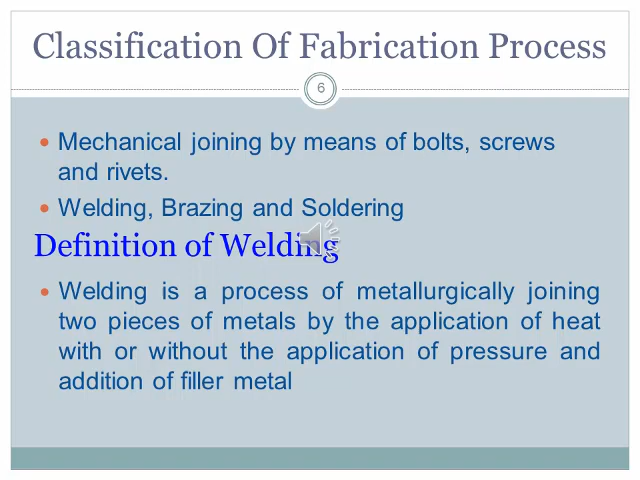 Classification Of Fabrication Process
6
Mechanical joining by means of bolts, screws
and rivets.
Welding, Brazing and Soldering
Definition of Welding
Welding is a process of metallurgically joining
two pieces of metals by the application of heat
with or without the application of pressure and
addition of filler metal